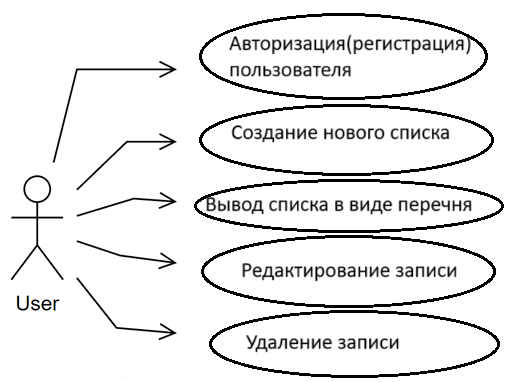 Авторизация(регистрация)
пользователя
Создание нового списка
Вывод списка в виде перечня
Редактирование записи
Удаление записи
User